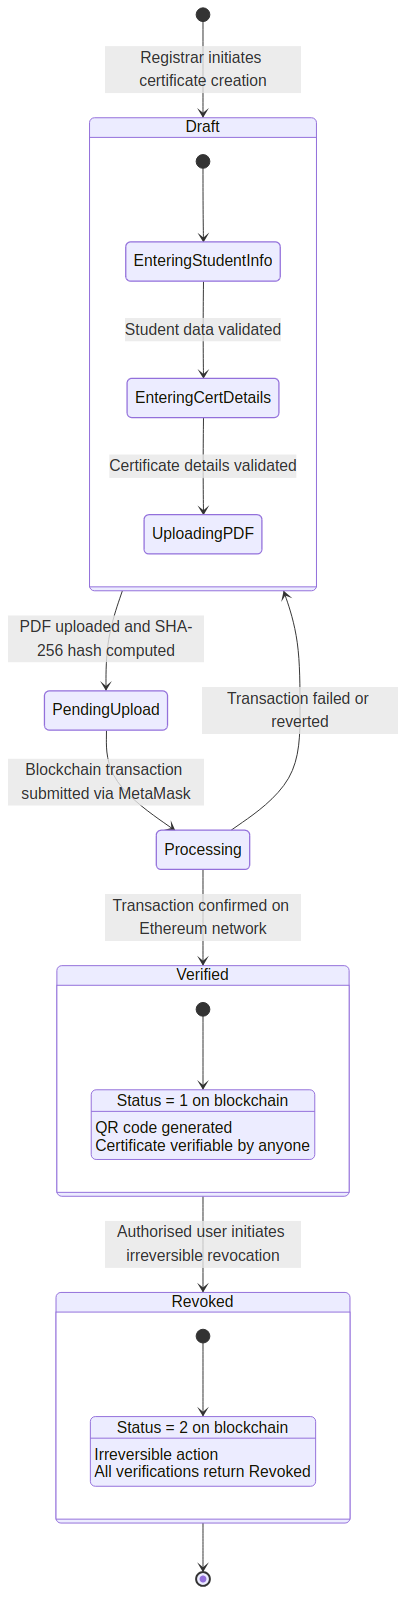 Registrar initiates
certificate creation
Draft
EnteringStudentInfo
Student data validated
EnteringCertDetails
Certificate details validated
UploadingPDF
PDF uploaded and SHA-
256 hash computed
PendingUpload
Transaction failed or
reverted
Blockchain transaction
submitted via MetaMask
Processing
Transaction confirmed on
Ethereum network
Verified
Status = 1 on blockchain
QR code generated
Certificate verifiable by anyone
Authorised user initiates
irreversible revocation
Revoked
Status = 2 on blockchain
Irreversible action
All verifications return Revoked